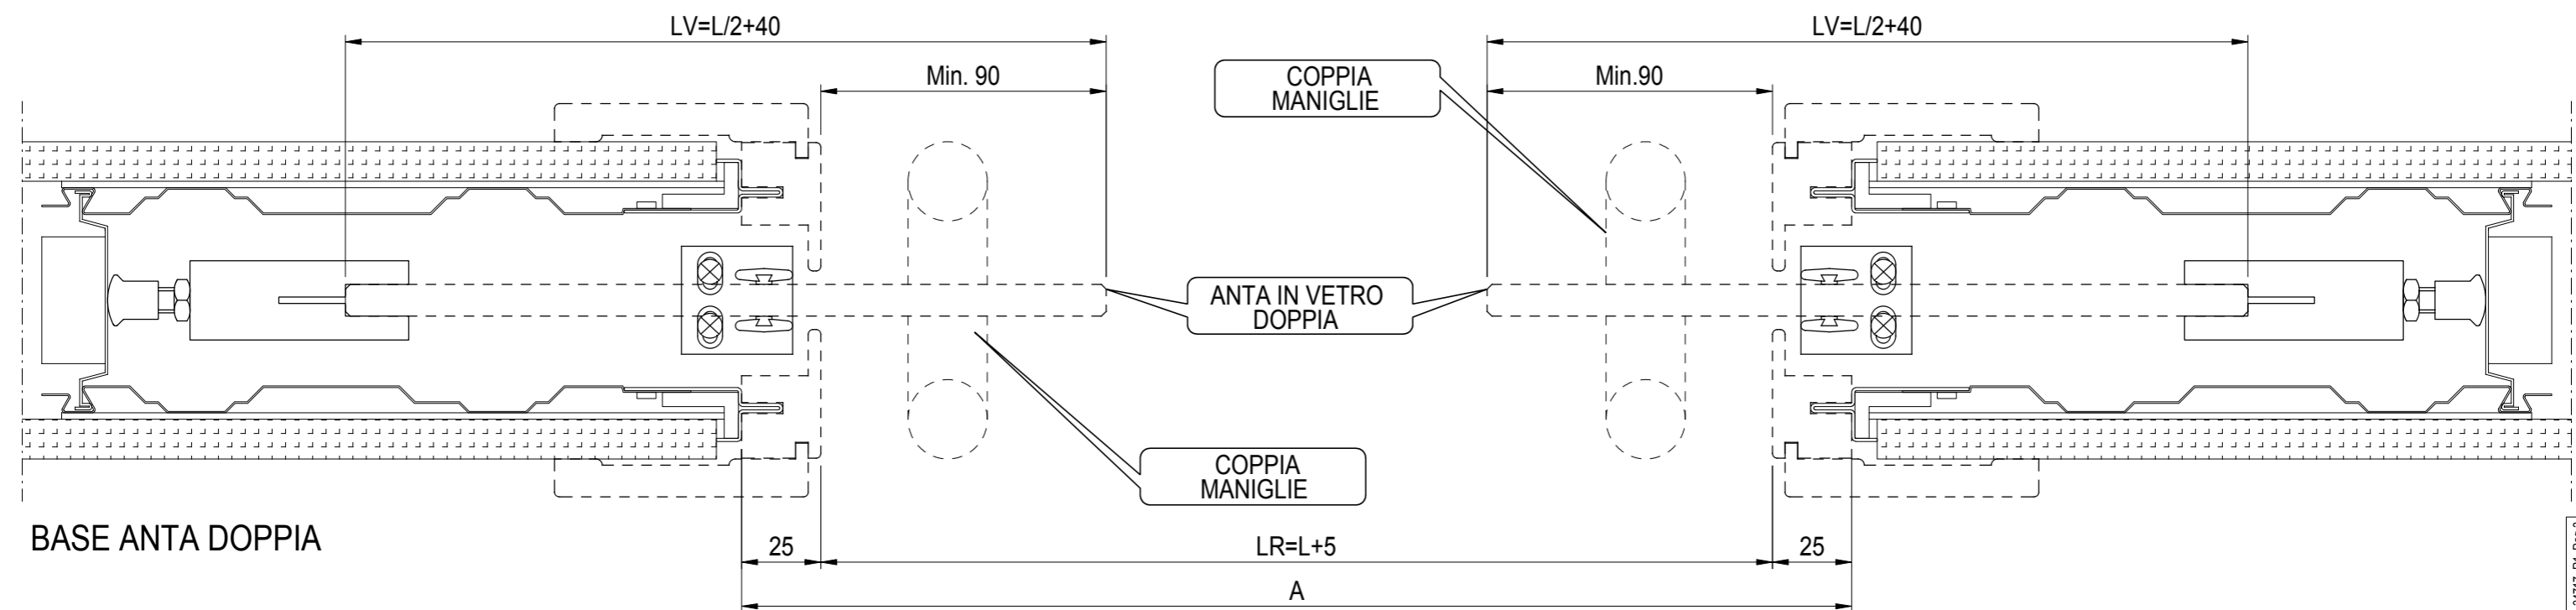 LV=L/2+40
LV=L/2+40
Min. 90
COPPIA
MANIGLIE
Min.90
ANTA IN VETRO
DOPPIA
COPPIA
MANIGLIE
BASE ANTA DOPPIA
25
LR=L+5
25
A